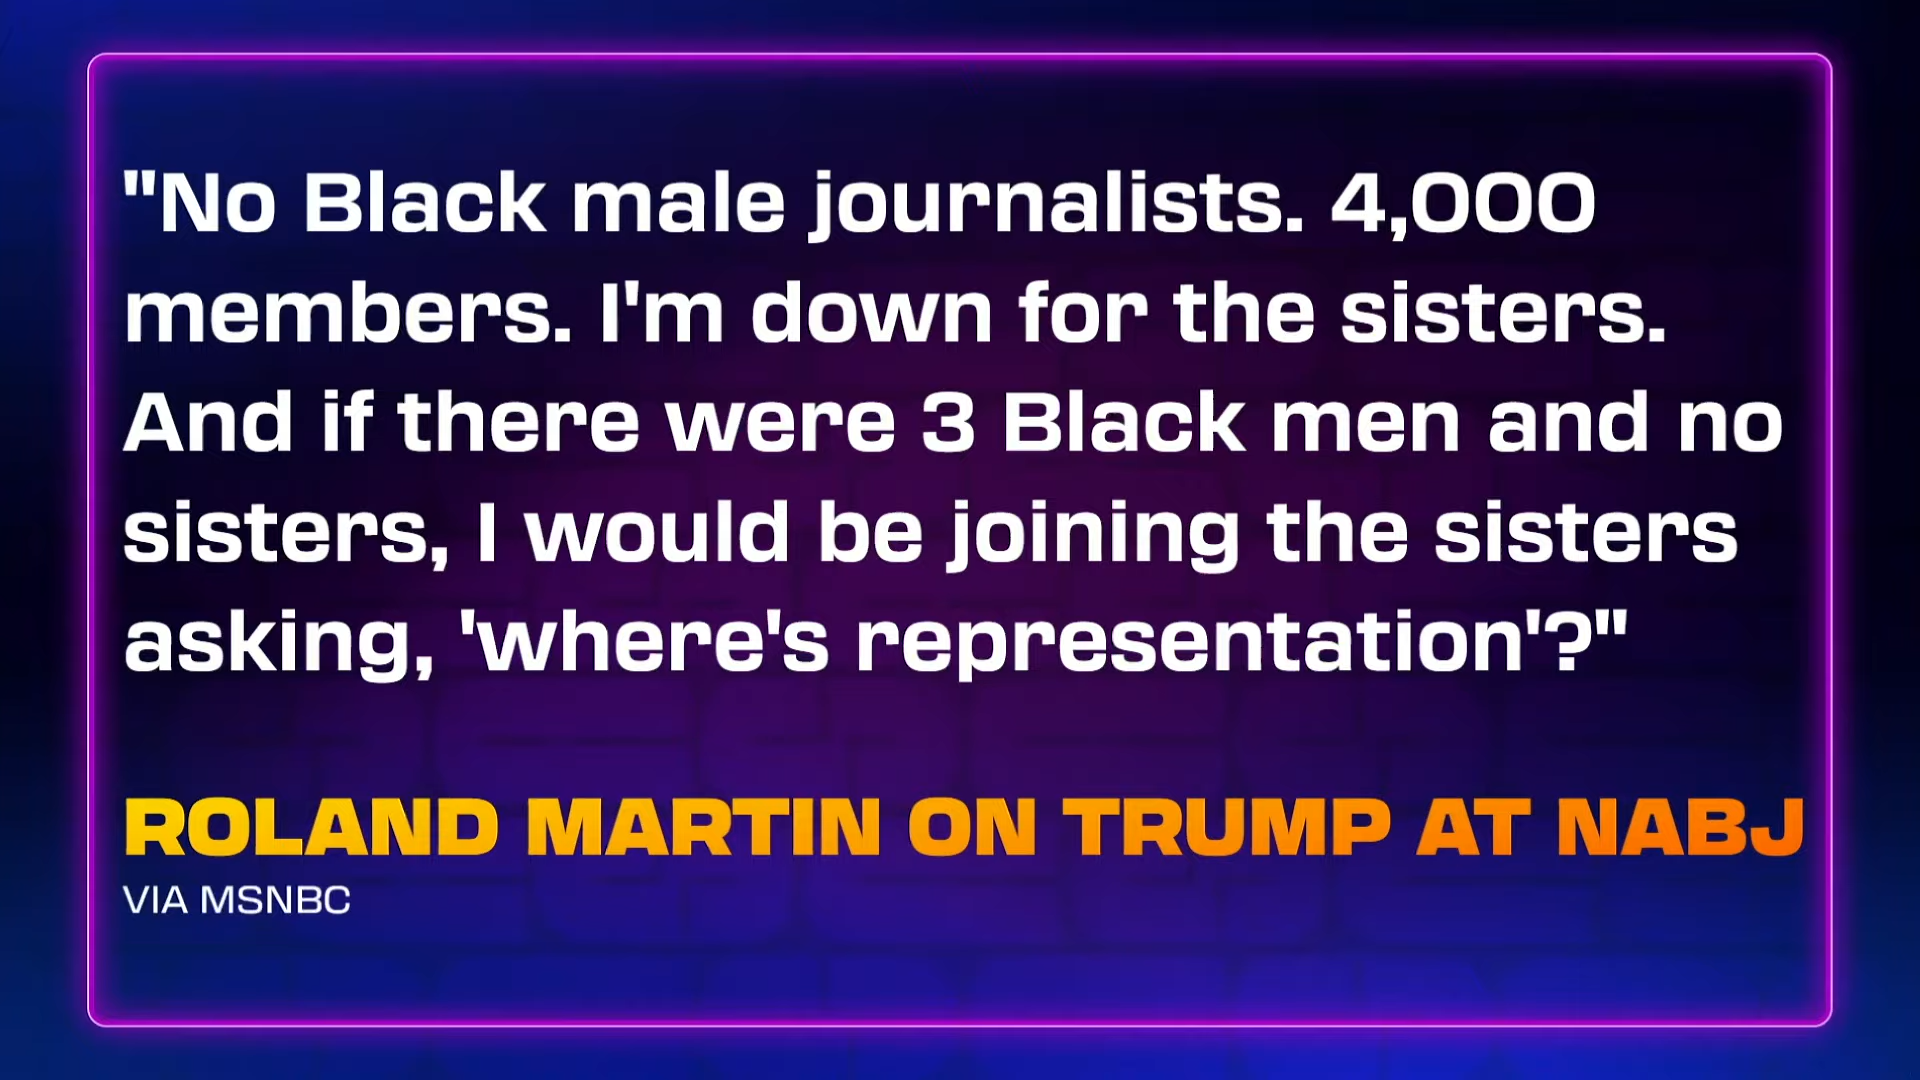 "No Black male journalists. 4,000
members. I'm down for the sisters.
And if there were 3 Black men and no
sisters, I would be joining the sisters
asking, 'where's representation'?"
ROLAND MARTIN ON TRUMP AT NABJ
VIA MSNBC